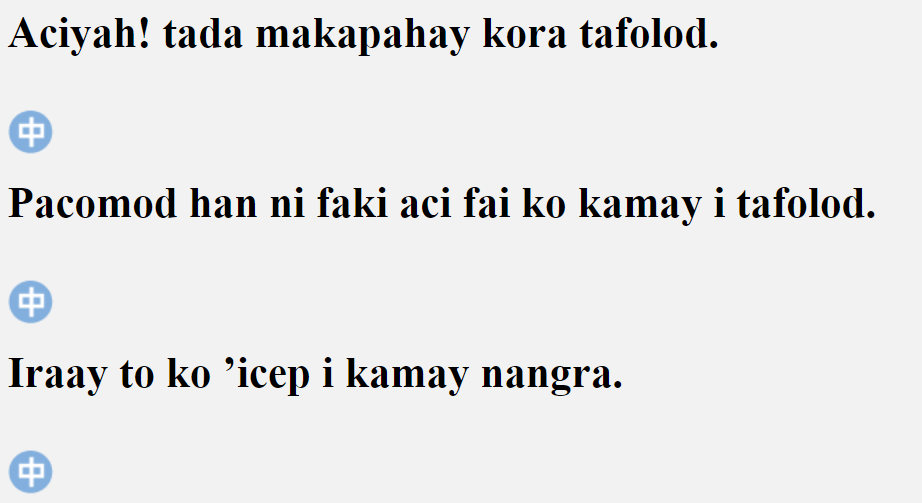 Aciyah! tada makapahay kora tafolod.
中
Pacomod han ni faki aci fai ko kamay i tafolod.
中
Iraay to ko ’icep i kamay nangra.
中